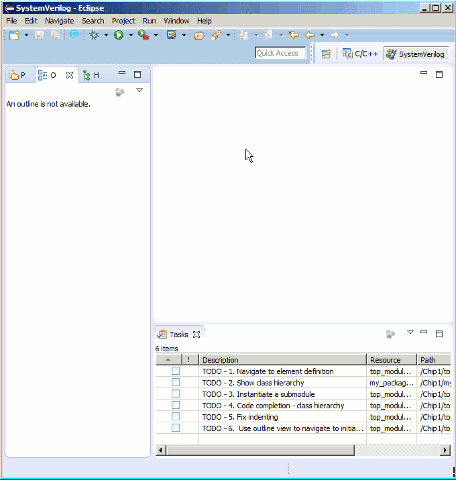 SystemVerilog - Eclipse
File Edit Navigate Search Project Run Window Help
Quick Access
C/C++
SystemVerilog
P O H
An outline is not available.
Tasks
6 items
! Description Resource Path
TODO - 1. Navigate to element definition top_modul... /Chip1/to
TODO - 2. Show class hierarchy my_packag... /Chip1/my
TODO - 3. Instantiate a submodule top_modul... /Chip1/to
TODO - 4. Code completion - class hierarchy top_modul... /Chip1/to
TODO - 5. Fix indenting top_modul... /Chip1/to
TODO - 6. Use outline view to navigate to initia... top_modul... /Chip1/to